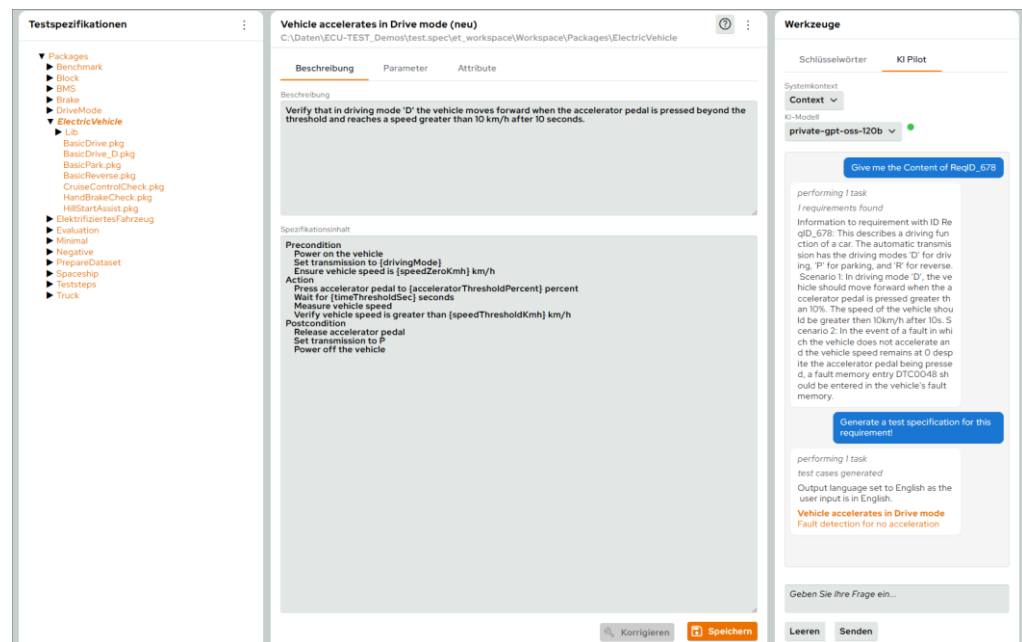 Testspezifikationen
Packages
Benchmark
Block
BMS
Brake
DriveMode
ElectricVehicle
Lib
BasicDrive.pkg
BasicDrive_D.pkg
BasicPark.pkg
BasicReverse.pkg
CruiseControlCheck.pkg
HandBrakeCheck.pkg
HillStartAssist.pkg
ElektrifiziertesFahrzeug
Evaluation
Minimal
Negative
PrepareDataset
Spaceship
Teststeps
Truck
Vehicle accelerates in Drive mode (neu)
C:\Daten\ECU-TEST_Demos\test.spec\et_workspace\Workspace\Packages\ElectricVehicle
Beschreibung Parameter Attribute
Beschreibung
Verify that in driving mode 'D' the vehicle moves forward when the accelerator pedal is pressed beyond the
threshold and reaches a speed greater than 10 km/h after 10 seconds.
Spezifikationsinhalt
Precondition
Power on the vehicle
Set transmission to {drivingMode}
Ensure vehicle speed is {speedZeroKmh} km/h
Action
Press accelerator pedal to {acceleratorThresholdPercent} percent
Wait for {timeThresholdSec} seconds
Measure vehicle speed
Verify vehicle speed is greater than {speedThresholdKmh} km/h
Postcondition
Release accelerator pedal
Set transmission to P
Power off the vehicle
Korrigieren Speichern
Werkzeuge
Schlüsselwörter KI Pilot
Systemkontext
Context
KI-Modell
private-gpt-oss-120b
Give me the Content of ReqID_678
performing 1 task
1 requirements found
Information to requirement with ID Re
qID_678: This describes a driving fun
ction of a car. The automatic transmis
sion has the driving modes 'D' for driv
ing, 'P' for parking, and 'R' for reverse.
Scenario 1: In driving mode 'D', the ve
hicle should move forward when the a
ccelerator pedal is pressed greater th
an 10%. The speed of the vehicle shou
ld be greater then 10km/h after 10s. S
cenario 2: In the event of a fault in whi
ch the vehicle does not accelerate an
d the vehicle speed remains at 0 desp
ite the accelerator pedal being presse
d, a fault memory entry DTC0048 sh
ould be entered in the vehicle's fault
memory.
Generate a test specification for this
requirement!
performing 1 task
test cases generated
Output language set to English as the
user input is in English.
Vehicle accelerates in Drive mode
Fault detection for no acceleration
Geben Sie Ihre Frage ein...
Leeren Senden